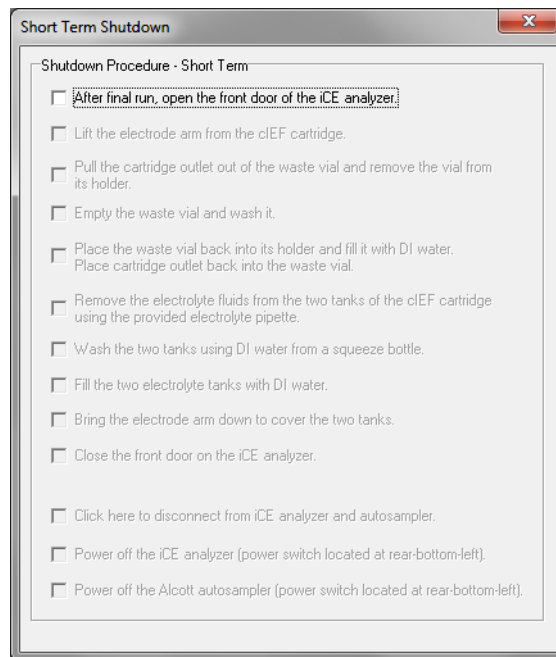 Short Term Shutdown
Shutdown Procedure - Short Term
After final run, open the front door of the iCE analyzer.
Lift the electrode arm from the cIEF cartridge.
Pull the cartridge outlet out of the waste vial and remove the vial from
its holder.
Empty the waste vial and wash it.
Place the waste vial back into its holder and fill it with DI water.
Place cartridge outlet back into the waste vial.
Remove the electrolyte fluids from the two tanks of the cIEF cartridge
using the provided electrolyte pipette.
Wash the two tanks using DI water from a squeeze bottle.
Fill the two electrolyte tanks with DI water.
Bring the electrode arm down to cover the two tanks.
Close the front door on the iCE analyzer.
Click here to disconnect from iCE analyzer and autosampler.
Power off the iCE analyzer (power switch located at rear-bottom-left).
Power off the Alcott autosampler (power switch located at rear-bottom-left).